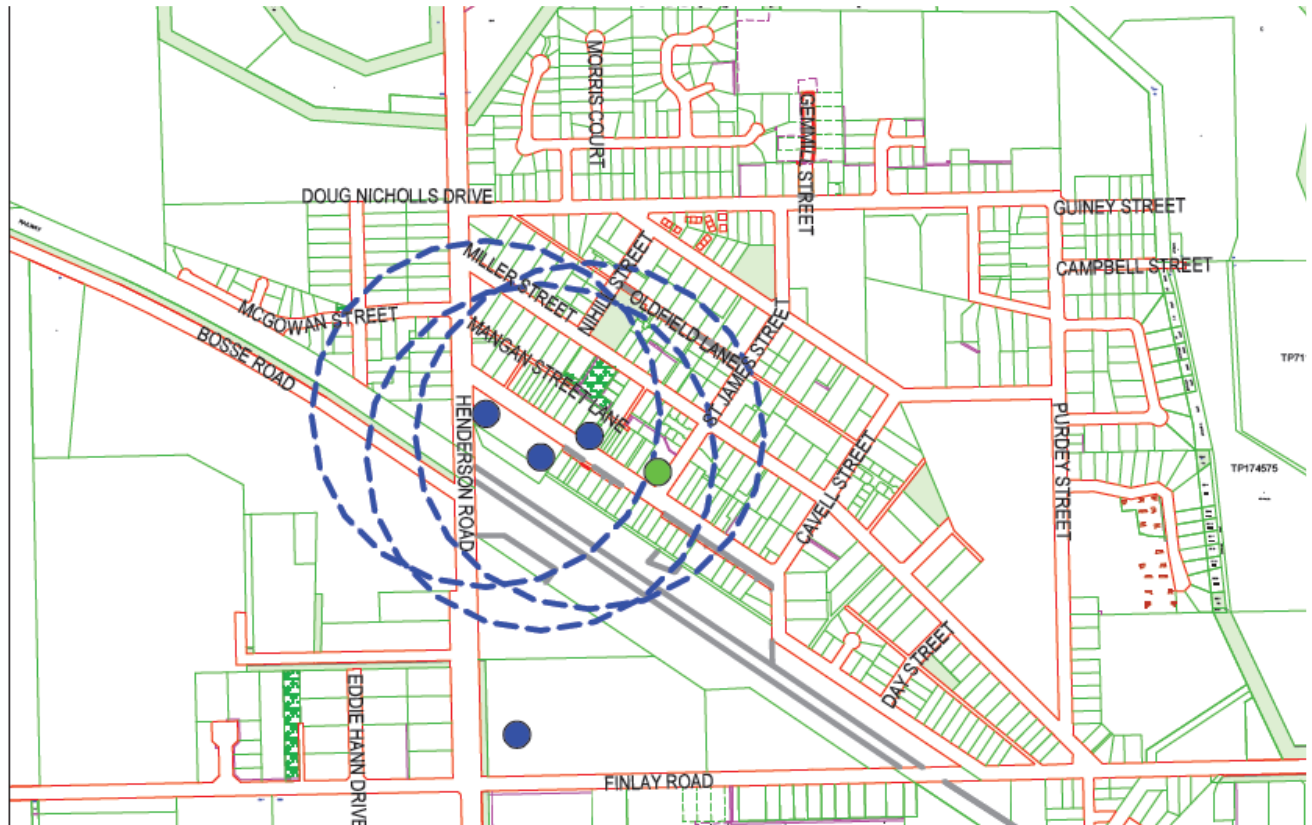 MORRIS COURT
GEMMILL STREET
DOUG NICHOLLS DRIVE
GUINEY STREET
RAILWAY
MILLER STREET
NIHILL STREET
OLDFIELD LANE
CAMPBELL STREET
MCGOWAN STREET
BOSSE ROAD
MANGAN STREET LANE
ST JAMES STREET
TP71
HENDERSON ROAD
CAVELL STREET
PURDEY STREET
TP174575
DAY STREET
EDDIE HANN DRIVE
FINLAY ROAD